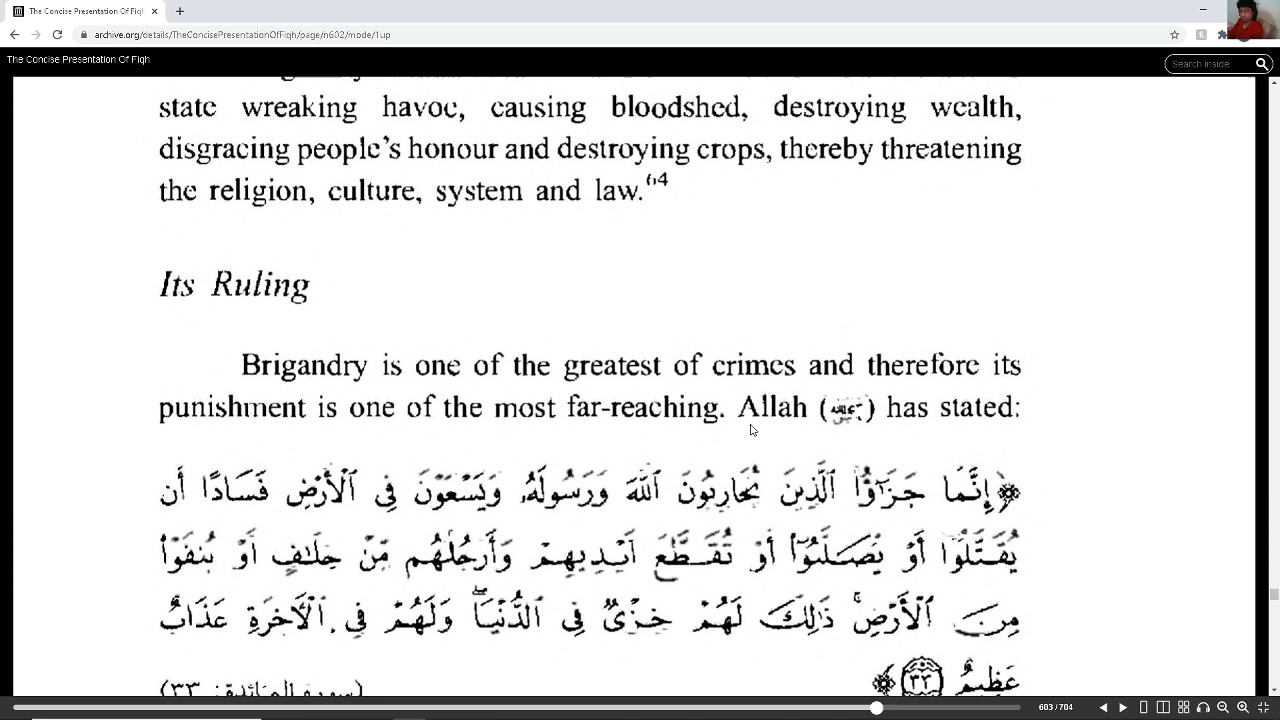 The Concise Presentation Of Fiqh
archive.org/details/TheConcisePresentationOfFiqh/page/n602/mode/1up
The Concise Presentation Of Fiqh
Search inside
state wreaking havoc, causing bloodshed, destroying wealth,
disgracing people's honour and destroying crops, thereby threatening
the religion, culture, system and law.64
Its Ruling
Brigandry is one of the greatest of crimes and therefore its
punishment is one of the most far-reaching. Allah ( ) has stated:
﴿إِنَّمَا جَزَٰٓؤُا۟ ٱلَّذِينَ يُحَارِبُونَ ٱللَّهَ وَرَسُولَهُۥ وَيَسْعَوْنَ فِى ٱلْأَرْضِ فَسَادًا أَن
يُقَتَّلُوٓا۟ أَوْ يُصَلَّبُوٓا۟ أَوْ تُقَطَّعَ أَيْدِيهِمْ وَأَرْجُلُهُم مِّنْ خِلَٰفٍ أَوْ يُنفَوْا۟
مِنَ ٱلْأَرْضِ ۚ ذَٰلِكَ لَهُمْ خِزْىٌ فِى ٱلدُّنْيَا ۖ وَلَهُمْ فِى ٱلْأَخِرَةِ عَذَابٌ
عَظِيمٌ ٣٣﴾
(سورة المائدة: ٣٣)
603 / 704